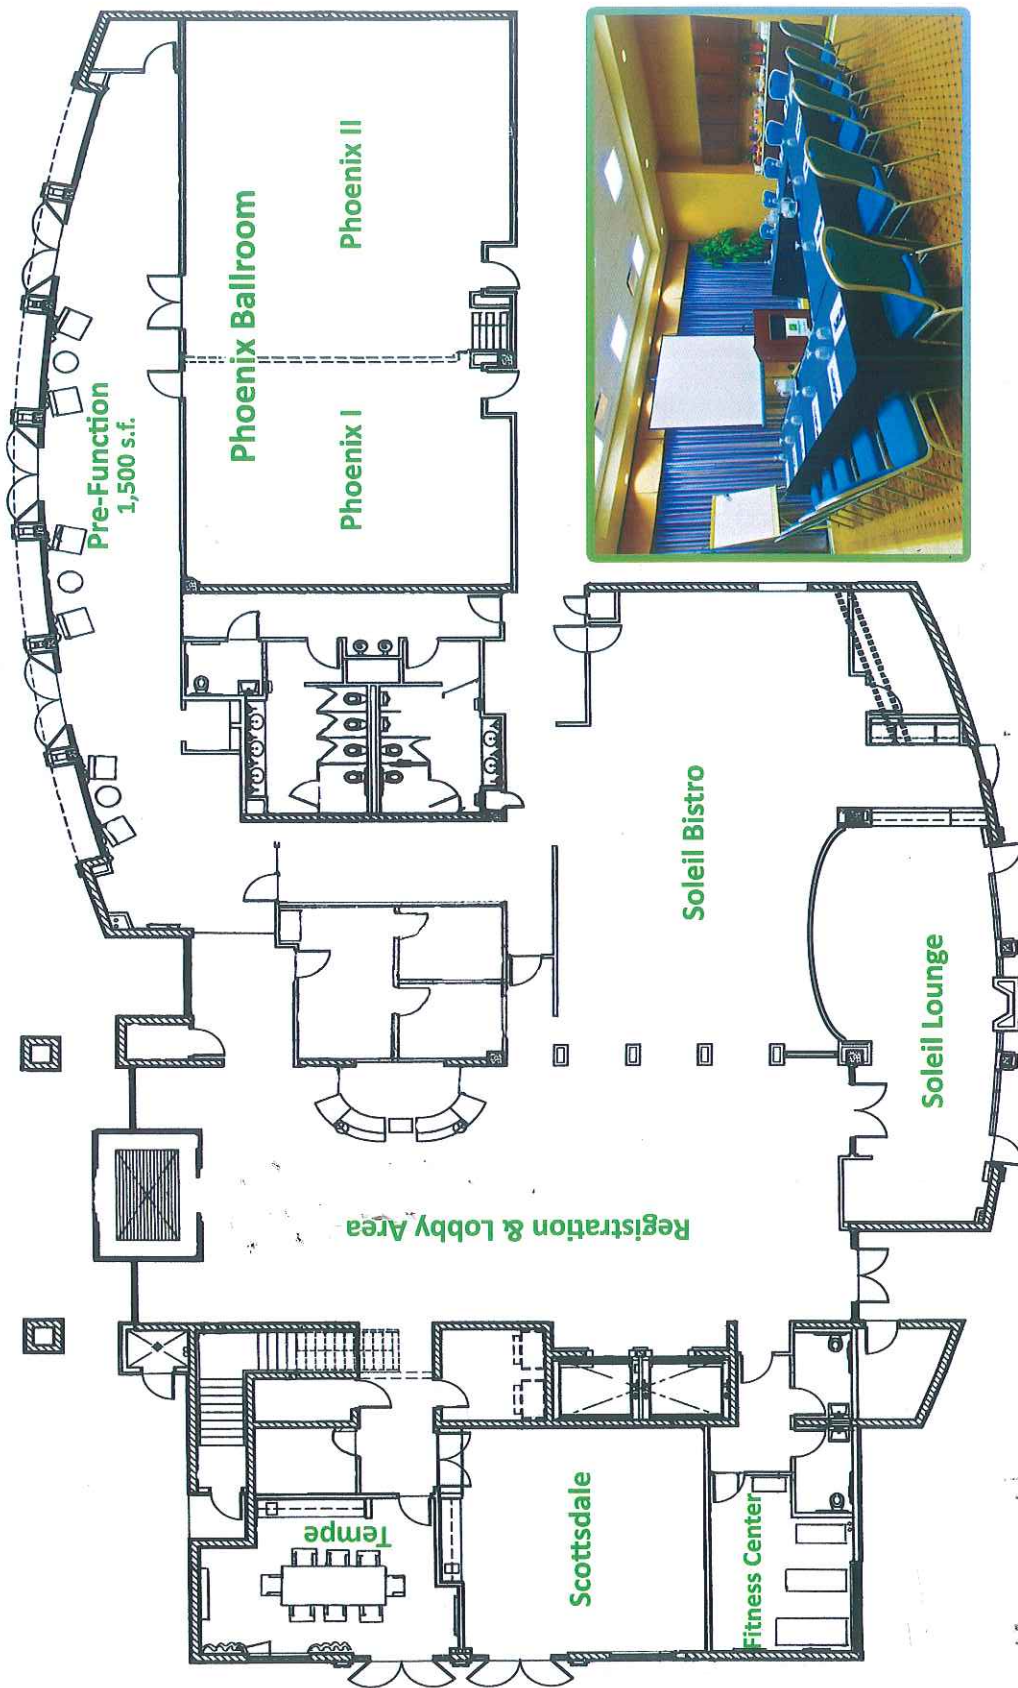 Pre-Function
1,500 s.f.
Phoenix Ballroom
Phoenix I
Phoenix II
Registration & Lobby Area
Soleil Bistro
Soleil Lounge
Tempe
Scottsdale
Fitness Center